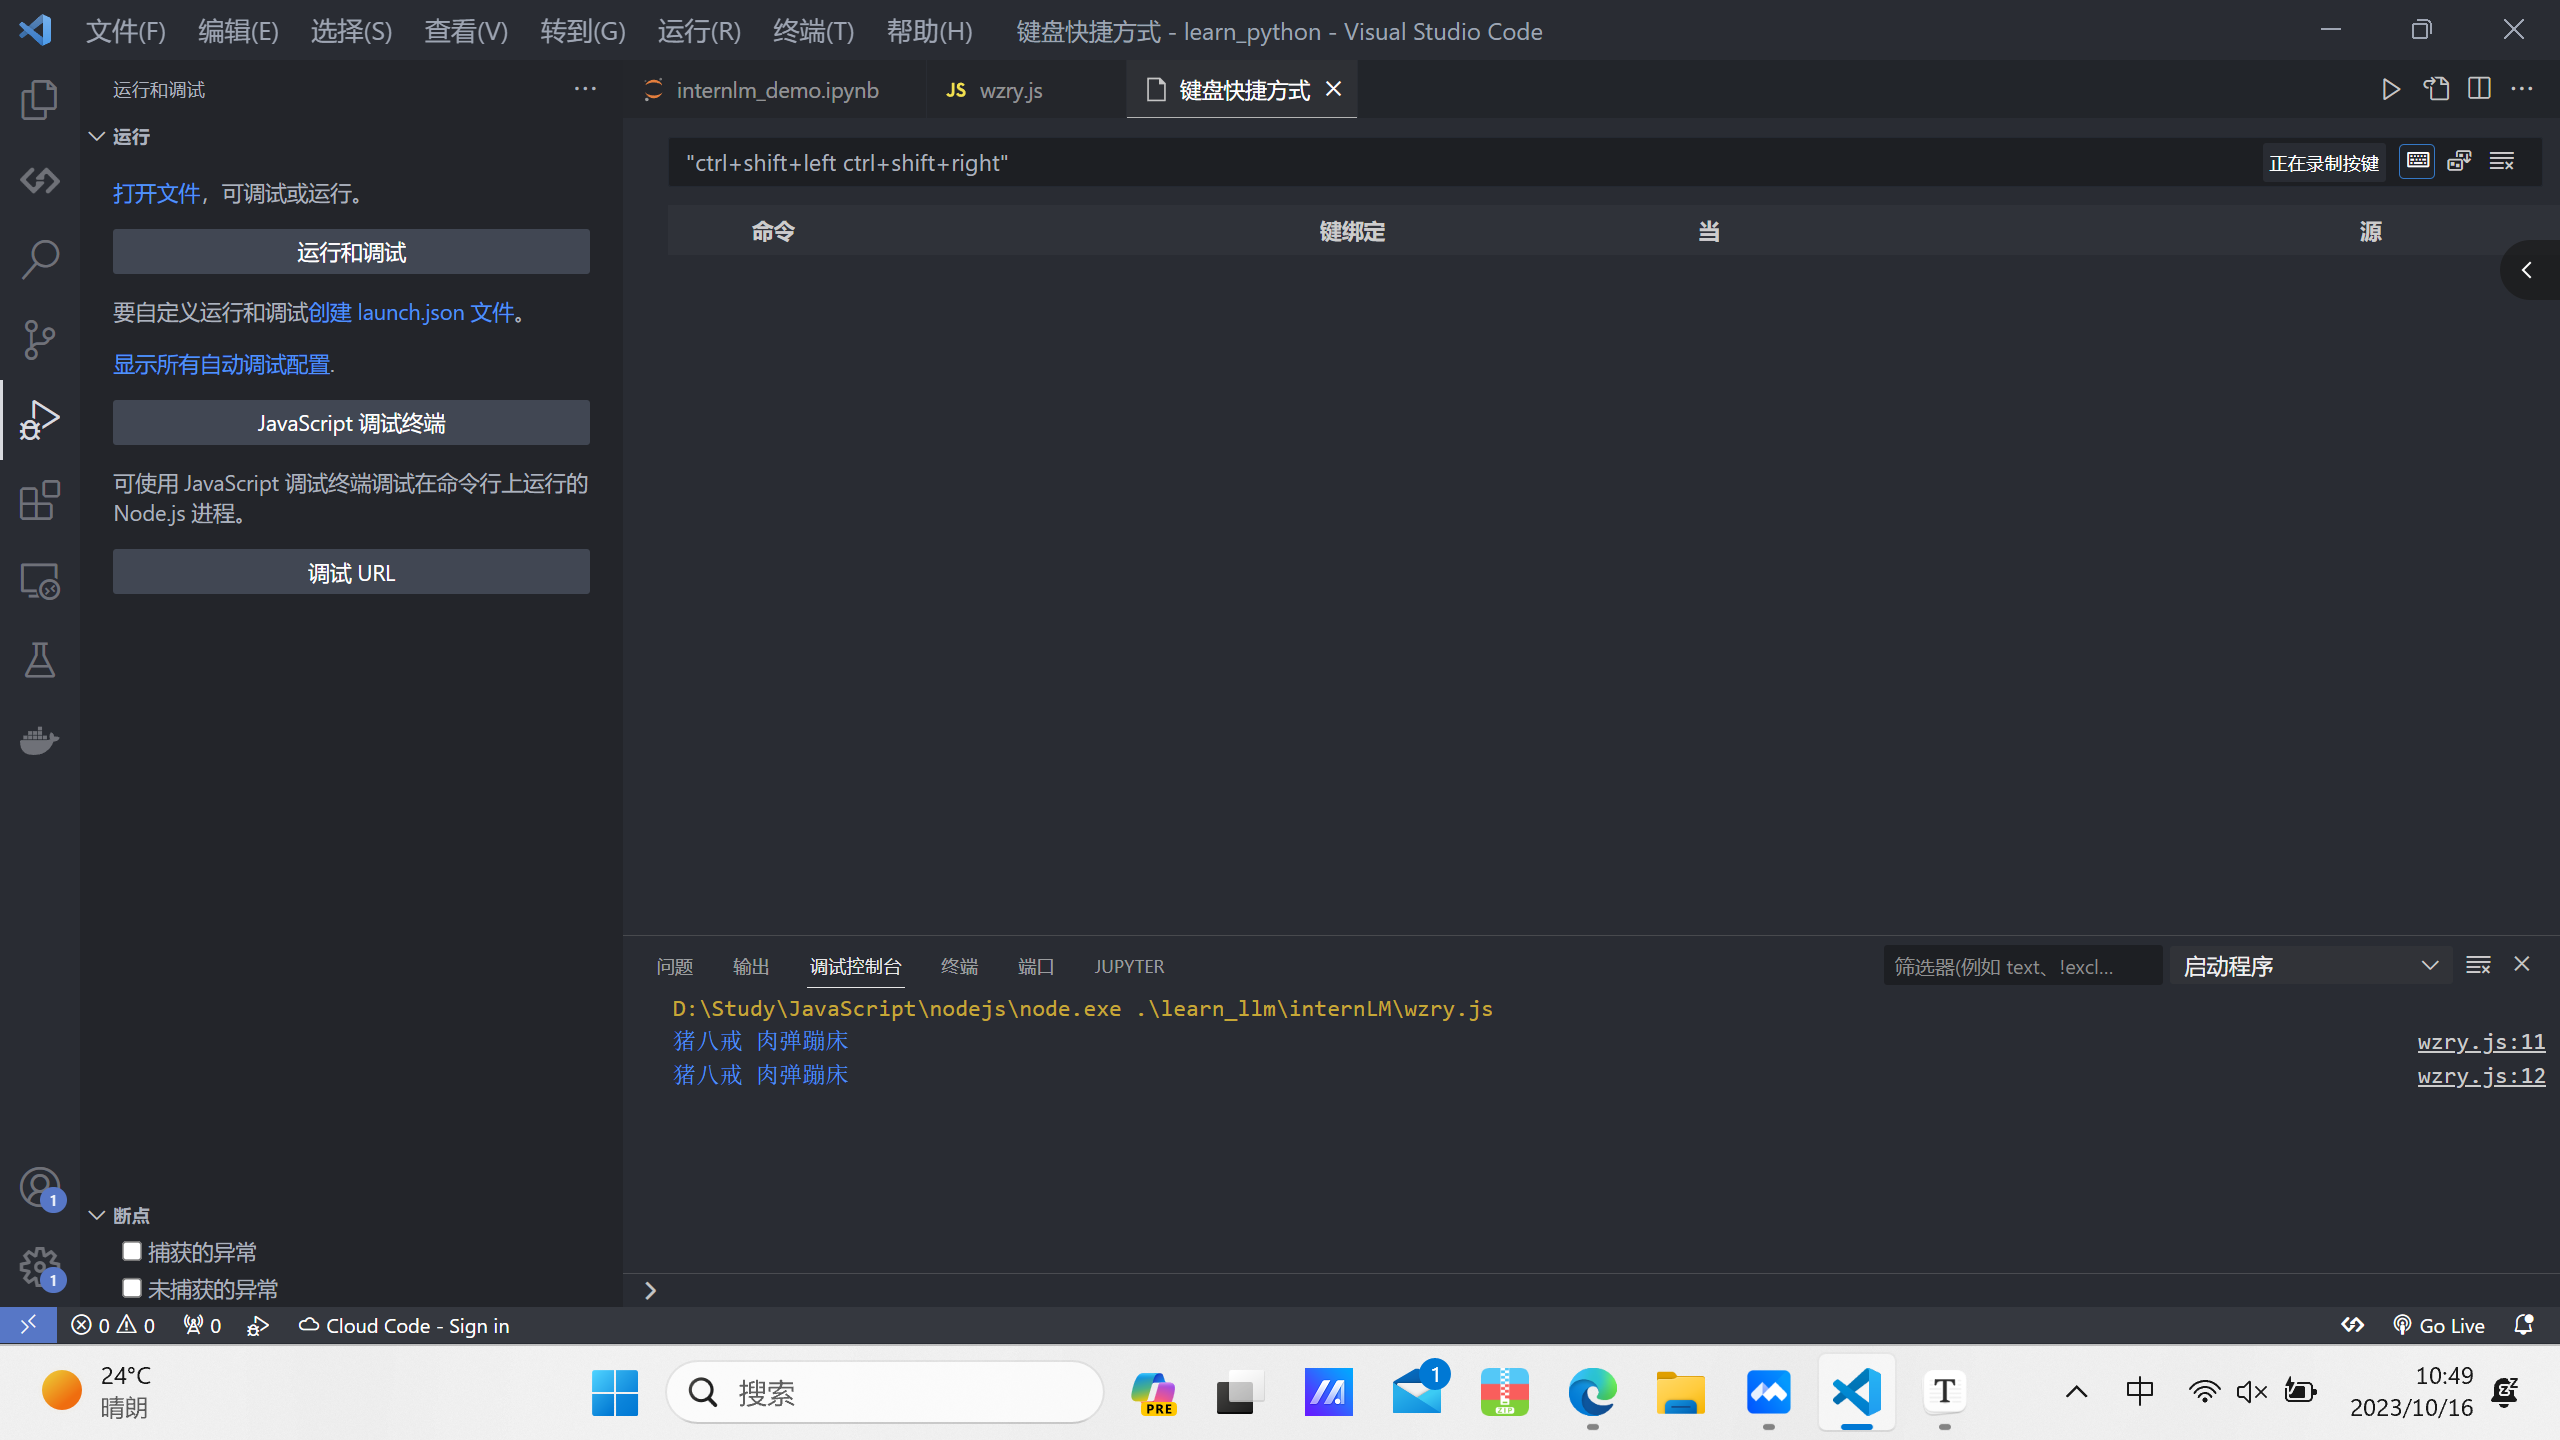 文件(F) 编辑(E) 选择(S) 查看(V) 转到(G) 运行(R) 终端(T) 帮助(H) 键盘快捷方式 - learn_python - Visual Studio Code
运行和调试
运行
打开文件，可调试或运行。
运行和调试
要自定义运行和调试创建 launch.json 文件。
显示所有自动调试配置.
JavaScript 调试终端
可使用 JavaScript 调试终端调试在命令行上运行的
Node.js 进程。
调试 URL
断点
捕获的异常
未捕获的异常
internlm_demo.ipynb JS wzry.js 键盘快捷方式
"ctrl+shift+left ctrl+shift+right" 正在录制按键
命令 键绑定 当 源
问题 输出 调试控制台 终端 端口 JUPYTER 筛选器(例如 text、!excl... 启动程序
D:\Study\JavaScript\nodejs\node.exe .\learn_llm\internLM\wzry.js
猪八戒 肉弹蹦床 wzry.js:11
猪八戒 肉弹蹦床 wzry.js:12
1
1
0 0 0 Cloud Code - Sign in Go Live
24°C
晴朗
搜索
PRE
1
ZIP
T
中
10:49
2023/10/16